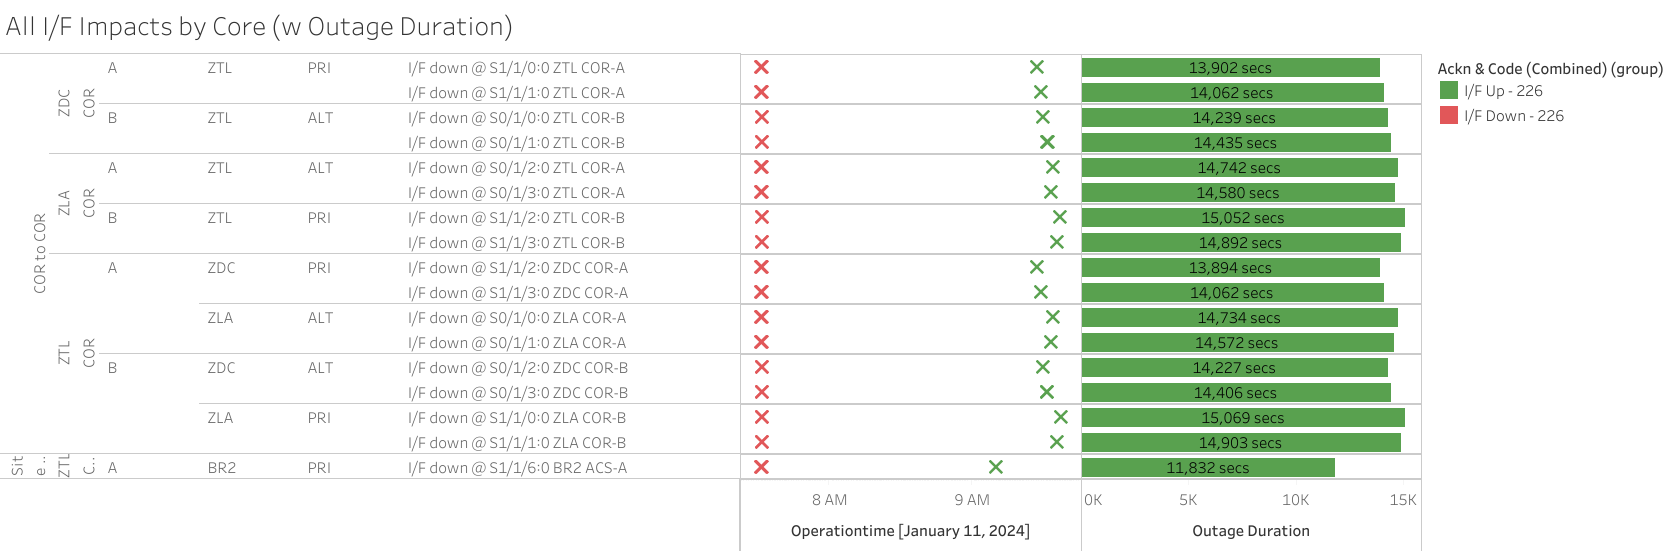 All I/F Impacts by Core (w Outage Duration)
COR to COR
ZDC
COR
A ZTL PRI I/F down @ S1/1/0:0 ZTL COR-A 13,902 secs
I/F down @ S1/1/1:0 ZTL COR-A 14,062 secs
B ZTL ALT I/F down @ S0/1/0:0 ZTL COR-B 14,239 secs
I/F down @ S0/1/1:0 ZTL COR-B 14,435 secs
ZLA
COR
A ZTL ALT I/F down @ S0/1/2:0 ZTL COR-A 14,742 secs
I/F down @ S0/1/3:0 ZTL COR-A 14,580 secs
B ZTL PRI I/F down @ S1/1/2:0 ZTL COR-B 15,052 secs
I/F down @ S1/1/3:0 ZTL COR-B 14,892 secs
ZTL
COR
A ZDC PRI I/F down @ S1/1/2:0 ZDC COR-A 13,894 secs
I/F down @ S1/1/3:0 ZDC COR-A 14,062 secs
ZLA ALT I/F down @ S0/1/0:0 ZLA COR-A 14,734 secs
I/F down @ S0/1/1:0 ZLA COR-A 14,572 secs
B ZDC ALT I/F down @ S0/1/2:0 ZDC COR-B 14,227 secs
I/F down @ S0/1/3:0 ZDC COR-B 14,406 secs
ZLA PRI I/F down @ S1/1/0:0 ZLA COR-B 15,069 secs
I/F down @ S1/1/1:0 ZLA COR-B 14,903 secs
Sit
e..
ZTL
C..
A BR2 PRI I/F down @ S1/1/6:0 BR2 ACS-A 11,832 secs
8 AM 9 AM 0K 5K 10K 15K
Operationtime [January 11, 2024] Outage Duration
Ackn & Code (Combined) (group)
I/F Up - 226
I/F Down - 226